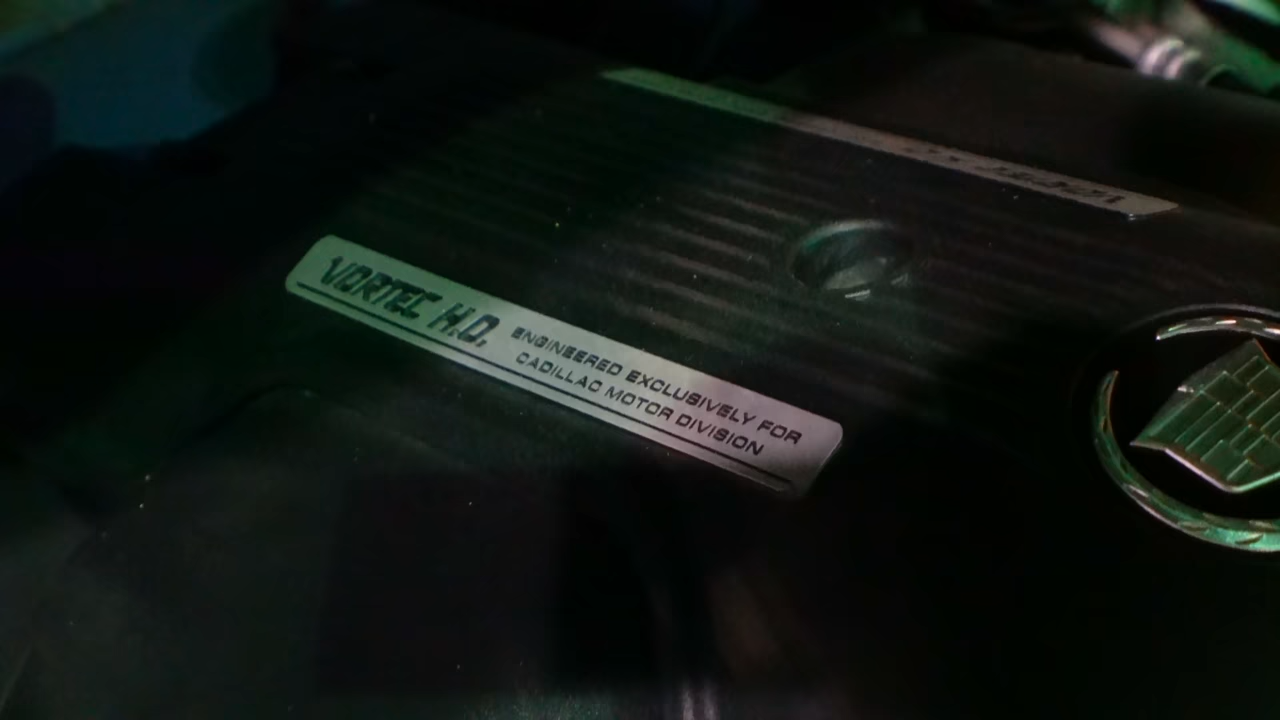 VORTEC H.O.
ENGINEERED EXCLUSIVELY FOR
CADILLAC MOTOR DIVISION